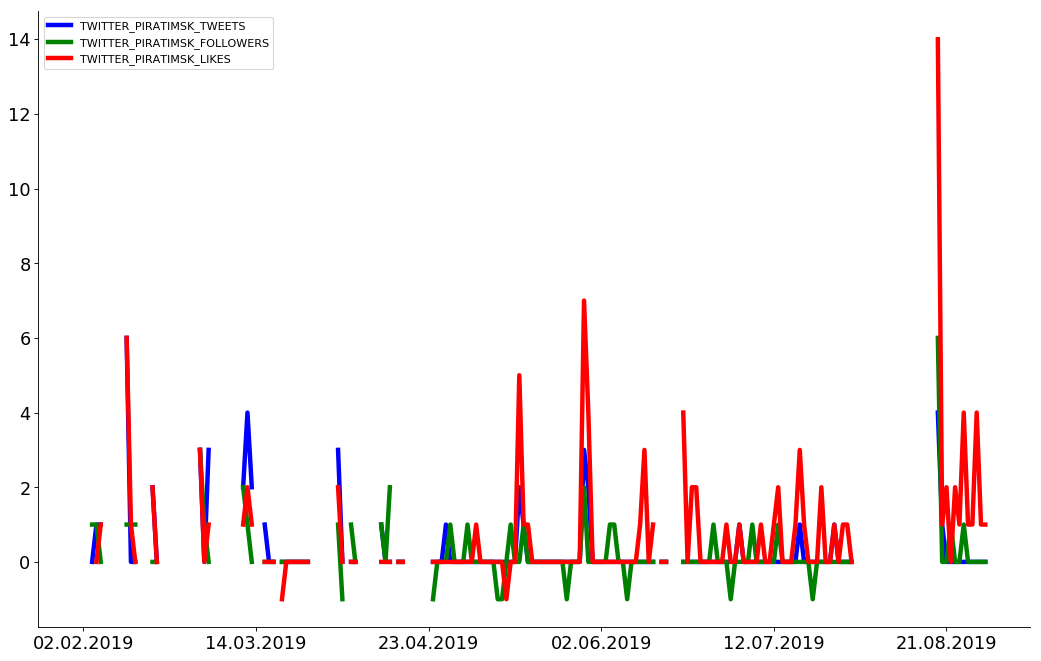 TWITTER_PIRATIMSK_TWEETS
TWITTER_PIRATIMSK_FOLLOWERS
TWITTER_PIRATIMSK_LIKES
14
12
10
8
6
4
2
0
02.02.2019 14.03.2019 23.04.2019 02.06.2019 12.07.2019 21.08.2019